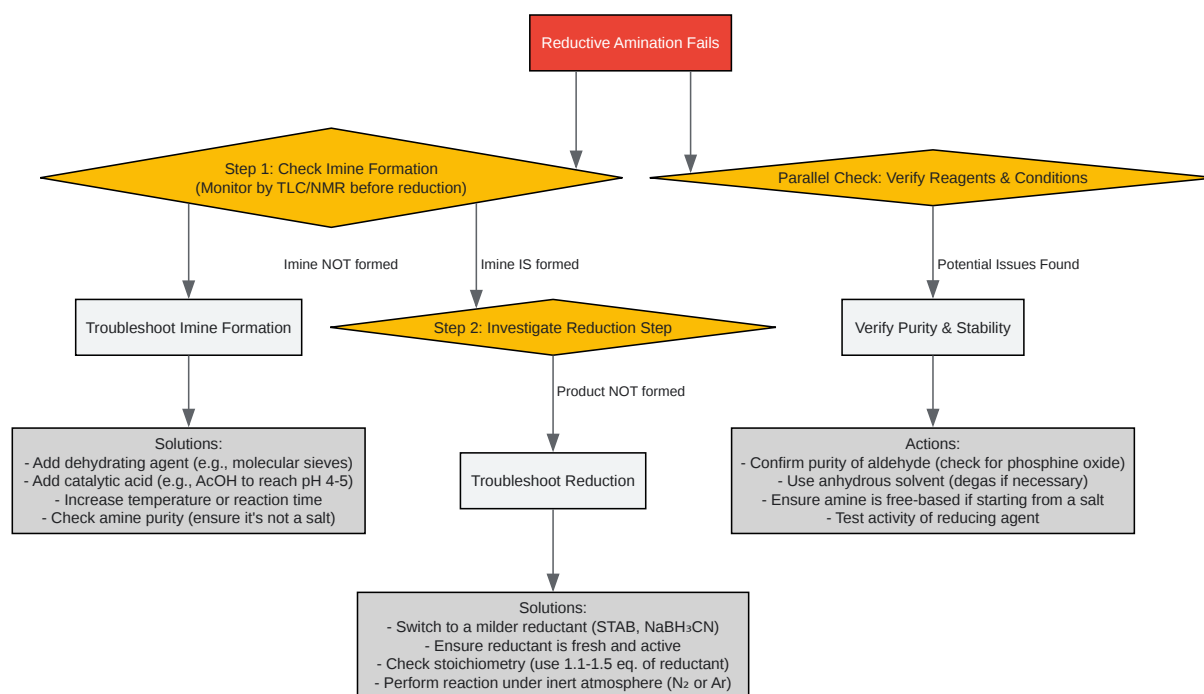 Reductive Amination Fails
Step 1: Check Imine Formation
(Monitor by TLC/NMR before reduction)
Parallel Check: Verify Reagents & Conditions
Imine NOT formed
Imine IS formed
Potential Issues Found
Troubleshoot Imine Formation
Step 2: Investigate Reduction Step
Verify Purity & Stability
Product NOT formed
Solutions:
- Add dehydrating agent (e.g., molecular sieves)
- Add catalytic acid (e.g., AcOH to reach pH 4-5)
- Increase temperature or reaction time
- Check amine purity (ensure it's not a salt)
Troubleshoot Reduction
Actions:
- Confirm purity of aldehyde (check for phosphine oxide)
- Use anhydrous solvent (degas if necessary)
- Ensure amine is free-based if starting from a salt
- Test activity of reducing agent
Solutions:
- Switch to a milder reductant (STAB, NaBH₃CN)
- Ensure reductant is fresh and active
- Check stoichiometry (use 1.1-1.5 eq. of reductant)
- Perform reaction under inert atmosphere (N₂ or Ar)